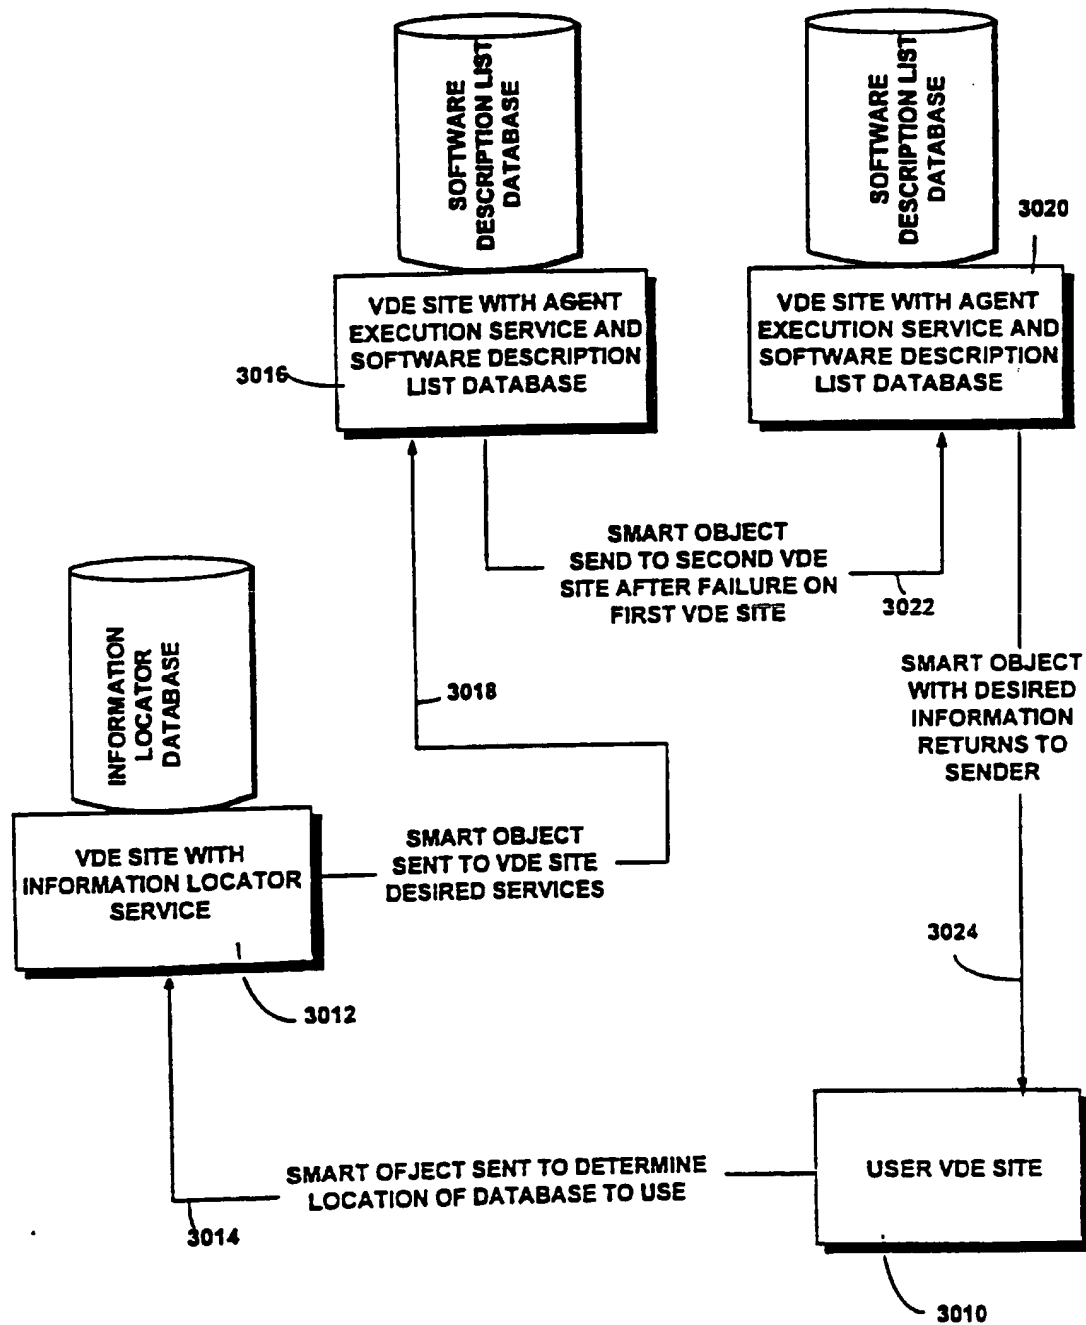 SOFTWARE
DESCRIPTION LIST
DATABASE
SOFTWARE
DESCRIPTION LIST
DATABASE
3020
VDE SITE WITH AGENT
EXECUTION SERVICE AND
SOFTWARE DESCRIPTION
LIST DATABASE
VDE SITE WITH AGENT
EXECUTION SERVICE AND
SOFTWARE DESCRIPTION
LIST DATABASE
3016
SMART OBJECT
SEND TO SECOND VDE
SITE AFTER FAILURE ON
FIRST VDE SITE
3022
INFORMATION
LOCATOR
DATABASE
3018
SMART OBJECT
WITH DESIRED
INFORMATION
RETURNS TO
SENDER
VDE SITE WITH
INFORMATION LOCATOR
SERVICE
SMART OBJECT
SENT TO VDE SITE
DESIRED SERVICES
3024
3012
SMART OFJECT SENT TO DETERMINE
LOCATION OF DATABASE TO USE
USER VDE SITE
3014
3010